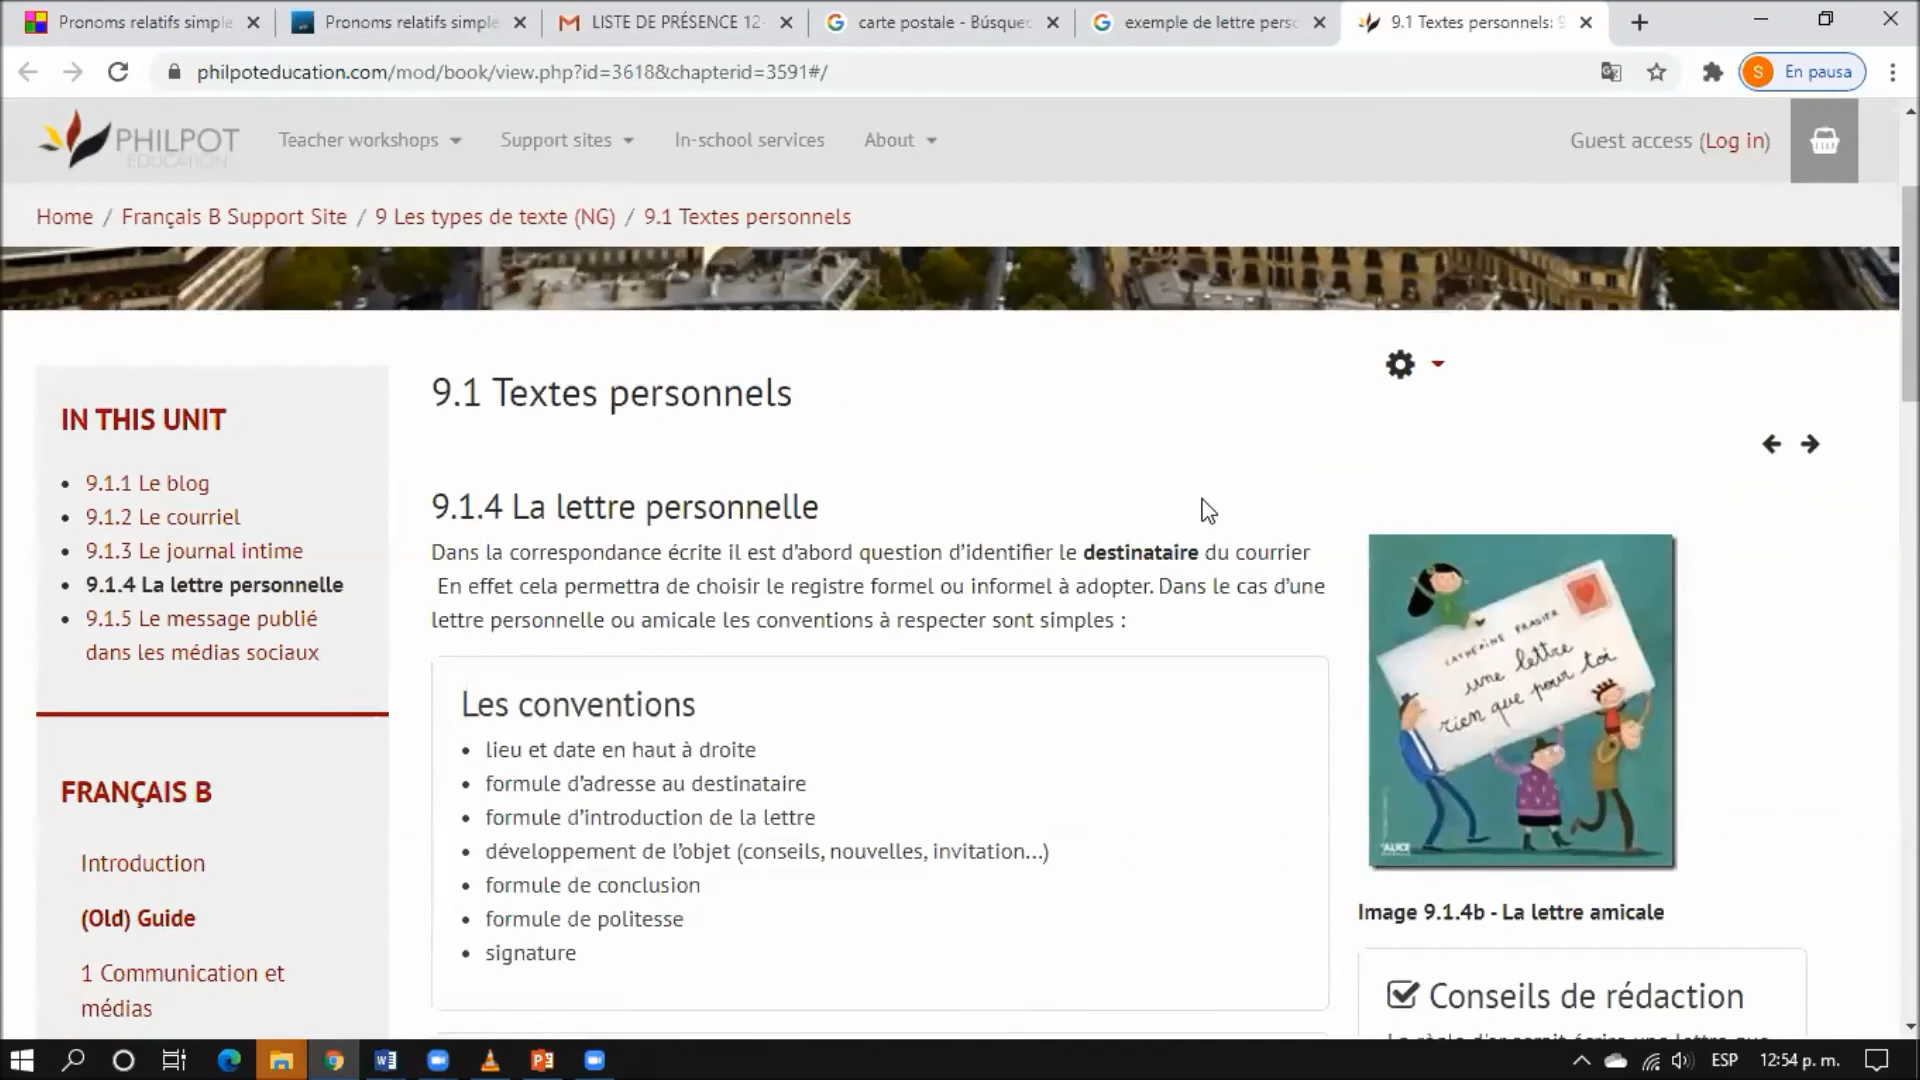 Pronoms relatifs simple
Pronoms relatifs simple
LISTE DE PRÉSENCE 12-
carte postale - Búsqued
exemple de lettre perso
9.1 Textes personnels: 9
philpoteducation.com/mod/book/view.php?id=3618&chapterid=3591#/
S
En pausa
PHILPOT
EDUCATION
Teacher workshops
Support sites
In-school services
About
Guest access (Log in)
Home / Français B Support Site / 9 Les types de texte (NG) / 9.1 Textes personnels
IN THIS UNIT
9.1.1 Le blog
9.1.2 Le courriel
9.1.3 Le journal intime
9.1.4 La lettre personnelle
9.1.5 Le message publié
dans les médias sociaux
FRANÇAIS B
Introduction
(Old) Guide
1 Communication et
médias
9.1 Textes personnels
9.1.4 La lettre personnelle
Dans la correspondance écrite il est d’abord question d’identifier le destinataire du courrier
En effet cela permettra de choisir le registre formel ou informel à adopter. Dans le cas d’une
lettre personnelle ou amicale les conventions à respecter sont simples :
Les conventions
lieu et date en haut à droite
formule d’adresse au destinataire
formule d’introduction de la lettre
développement de l’objet (conseils, nouvelles, invitation...)
formule de conclusion
formule de politesse
signature
CATHERINE GRASIER
une lettre
rien que pour toi
ALICE
Image 9.1.4b - La lettre amicale
Conseils de rédaction
ESP
12:54 p. m.